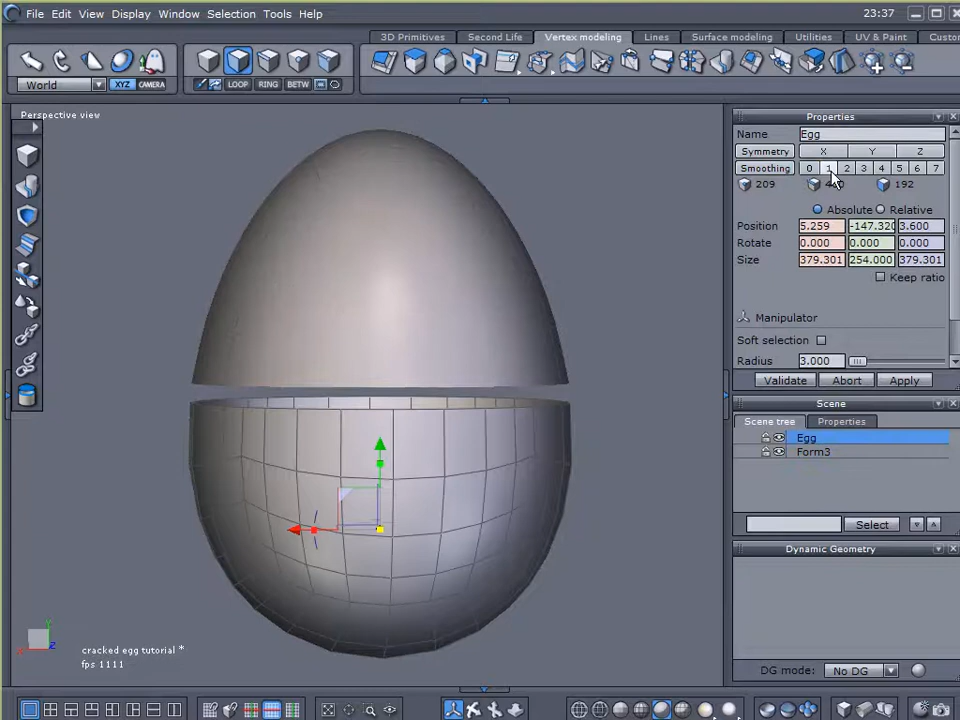 File Edit View Display Window Selection Tools Help 23:37
3D Primitives Second Life Vertex modeling Lines Surface modeling Utilities UV & Paint Custo
World XYZ CAMERA LOOP RING BETW
Perspective view
Properties
Name Egg
Symmetry X Y Z
Smoothing 0 1 2 3 4 5 6 7
209 192
Absolute Relative
Position 5.259 -147.320 3.600
Rotate 0.000 0.000 0.000
Size 379.301 254.000 379.301
Keep ratio
Manipulator
Soft selection
Radius 3.000
Validate Abort Apply
Scene
Scene tree Properties
Egg
Form3
Select
Dynamic Geometry
DG mode: No DG
Y
X Z
cracked egg tutorial *
fps 1111